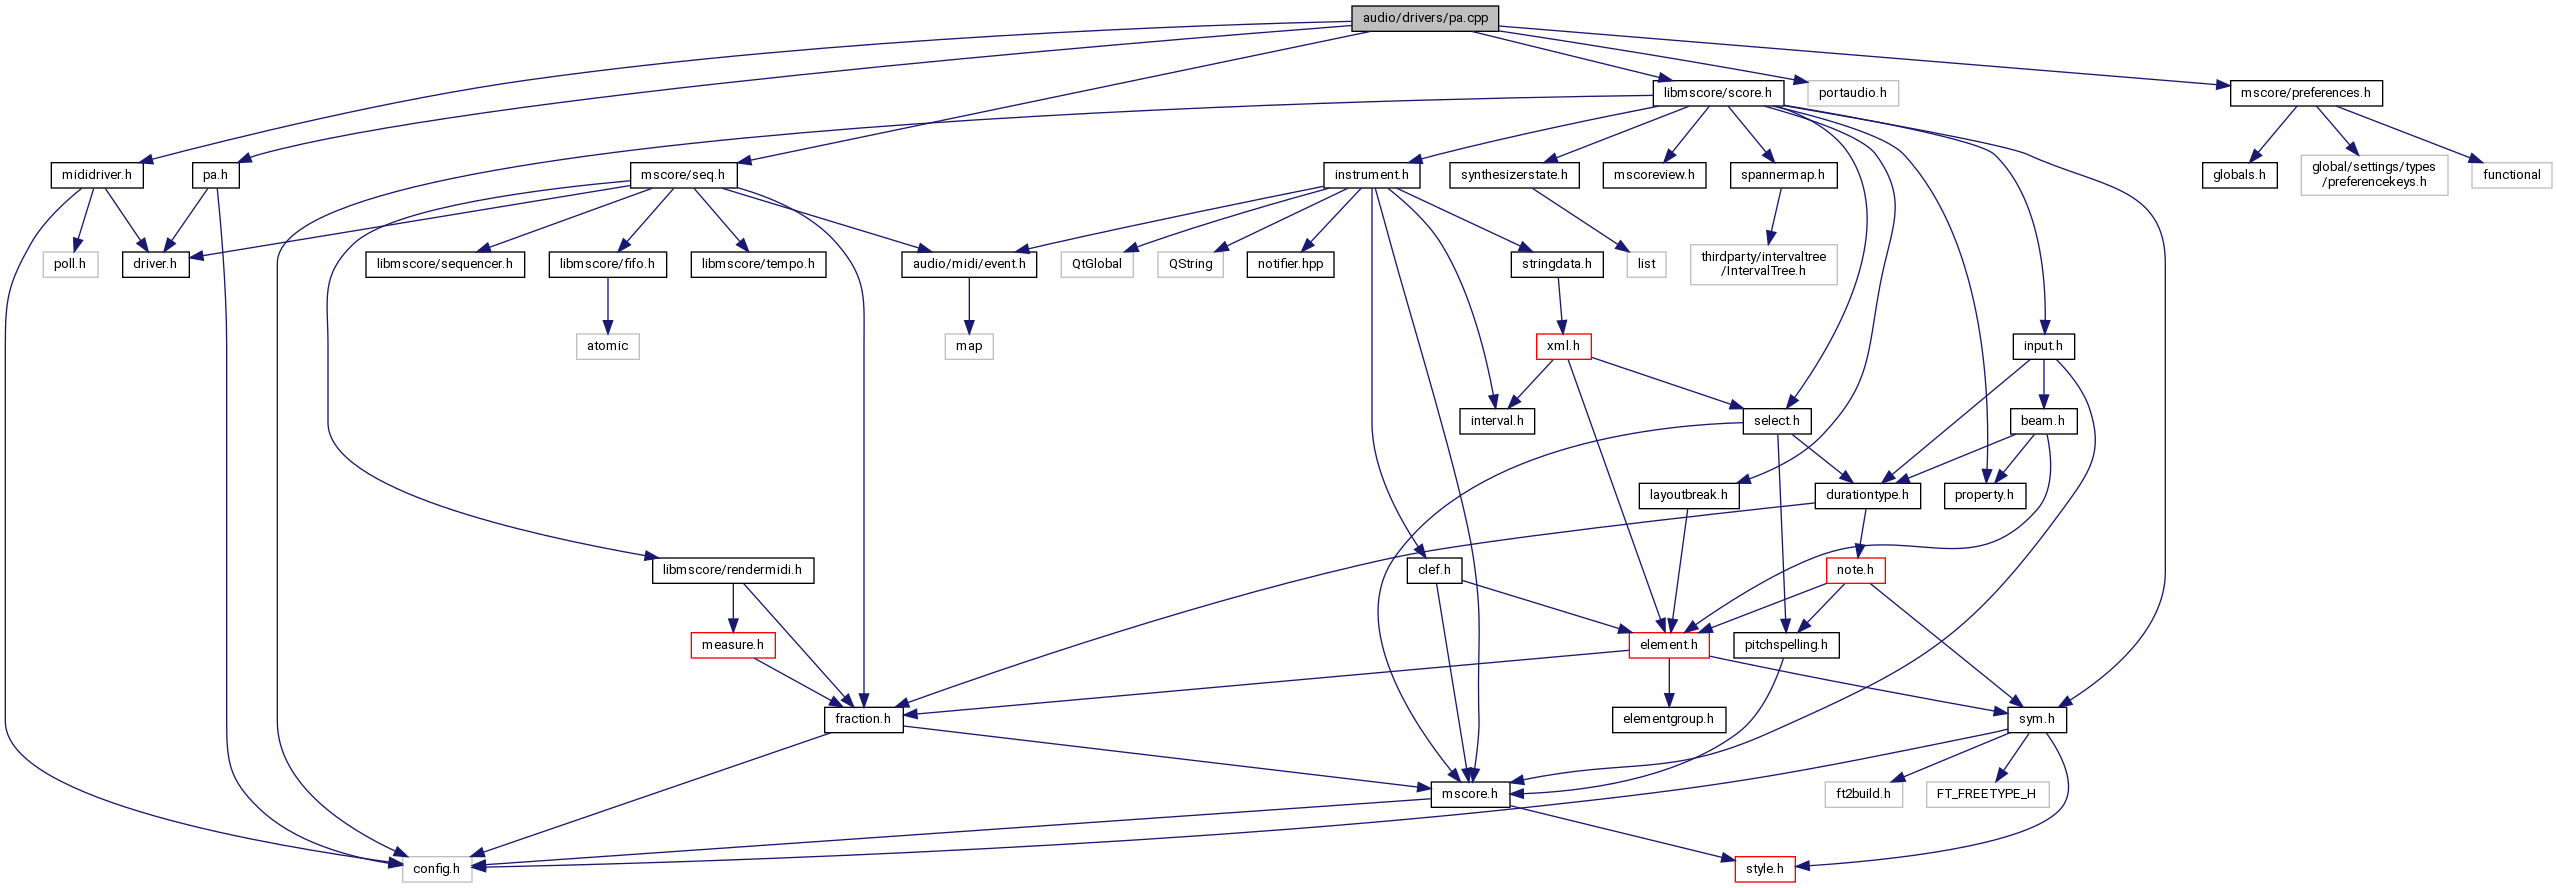 audio/drivers/pa.cpp
libmscore/score.h
portaudio.h
mscore/preferences.h
mididriver.h
pa.h
mscore/seq.h
instrument.h
synthesizerstate.h
mscoreview.h
spannermap.h
globals.h
global/settings/types
/preferencekeys.h
functional
poll.h
driver.h
libmscore/sequencer.h
libmscore/fifo.h
libmscore/tempo.h
audio/midi/event.h
QtGlobal
QString
notifier.hpp
stringdata.h
list
thirdparty/intervaltree
/IntervalTree.h
atomic
map
xml.h
input.h
interval.h
select.h
beam.h
layoutbreak.h
durationtype.h
property.h
libmscore/rendermidi.h
clef.h
note.h
measure.h
element.h
pitchspelling.h
fraction.h
elementgroup.h
sym.h
mscore.h
ft2build.h
FT_FREETYPE_H
config.h
style.h